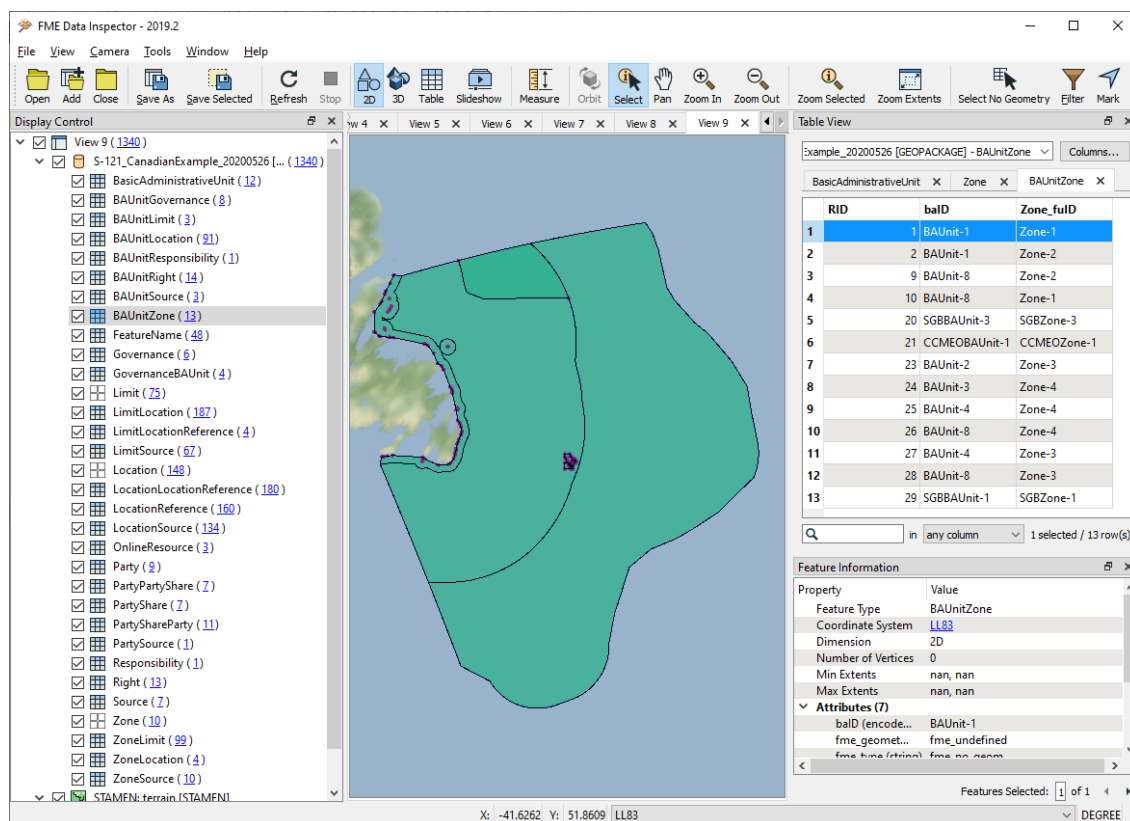 FME Data Inspector - 2019.2
File View Camera Tools Window Help
Open Add Close Save As Save Selected Refresh Stop 2D 3D Table Slideshow Measure Orbit Select Pan Zoom In Zoom Out Zoom Selected Zoom Extents Select No Geometry Filter Mark
Display Control
View 9 (1340)
S-121_CanadianExample_20200526 [... (1340)
BasicAdministrativeUnit (12)
BAUnitGovernance (8)
BAUnitLimit (3)
BAUnitLocation (91)
BAUnitResponsibility (1)
BAUnitRight (14)
BAUnitSource (3)
BAUnitZone (13)
FeatureName (48)
Governance (6)
GovernanceBAUnit (4)
Limit (75)
LimitLocation (187)
LimitLocationReference (4)
LimitSource (67)
Location (148)
LocationLocationReference (180)
LocationReference (160)
LocationSource (134)
OnlineResource (3)
Party (9)
PartyPartyShare (7)
PartyShare (7)
PartyShareParty (11)
PartySource (1)
Responsibility (1)
Right (13)
Source (7)
Zone (10)
ZoneLimit (99)
ZoneLocation (4)
ZoneSource (10)
STAMEN: terrain [STAMEN]
View 5 View 6 View 7 View 8 View 9
Table View
[GEOPACKAGE] - BAUnitZone Columns...
BasicAdministrativeUnit Zone BAUnitZone
RID baID Zone_fuID
1 1 BAUnit-1 Zone-1
2 2 BAUnit-1 Zone-2
3 9 BAUnit-8 Zone-2
4 10 BAUnit-8 Zone-1
5 20 SGBBAUnit-3 SGBZone-3
6 21 CCMEOBAUnit-1 CCMEOZone-1
7 23 BAUnit-2 Zone-3
8 24 BAUnit-3 Zone-4
9 25 BAUnit-4 Zone-4
10 26 BAUnit-8 Zone-4
11 27 BAUnit-4 Zone-3
12 28 BAUnit-8 Zone-3
13 29 SGBBAUnit-1 SGBZone-1
in any column 1 selected / 13 row(s)
Feature Information
Property Value
Feature Type BAUnitZone
Coordinate System LL83
Dimension 2D
Number of Vertices 0
Min Extents nan, nan
Max Extents nan, nan
Attributes (7)
baID (encode... BAUnit-1
fme_geomet... fme_undefined
fme_type (string) fme_no_geom
Features Selected: 1 of 1
X: -41.6262 Y: 51.8609 LL83 DEGREE